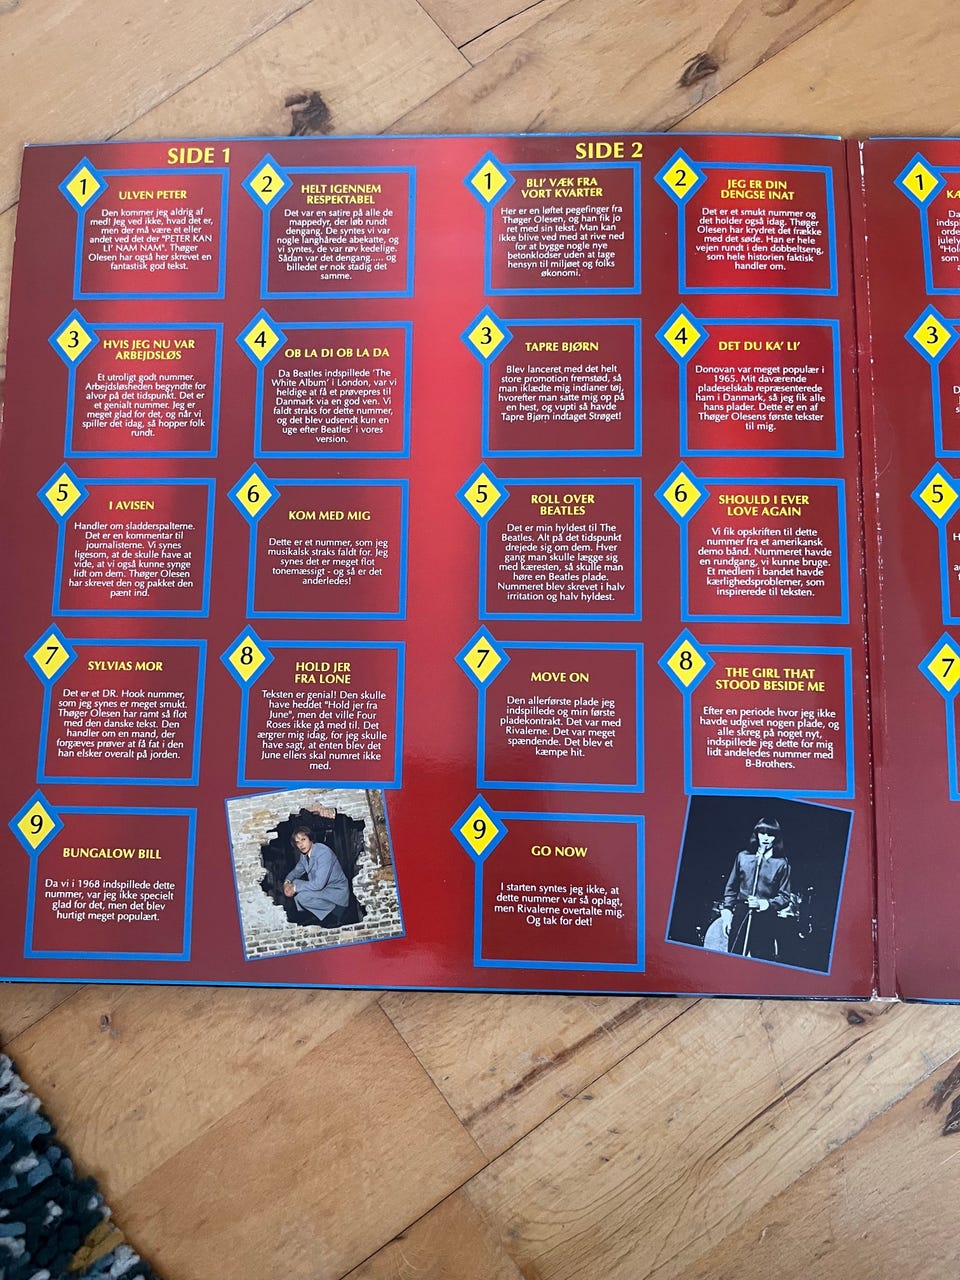 SIDE 1
1
ULVEN PETER
Den kommer jeg aldrig af
med! Jeg ved ikke, hvad det er,
men der må være et eller
andet ved det der "PETER KAN
LI' NAM NAM". Thøger
Olesen har også her skrevet en
fantastisk god tekst.
2
HELT IGENNEM
RESPEKTABEL
Det var en satire på alle de
mappedyr, der løb rundt
dengang. De syntes vi var
nogle langhårede abekatte, og
vi syntes, de var røv kedelige.
Sådan var det dengang..... og
billedet er nok stadig det
samme.
3
HVIS JEG NU VAR
ARBEJDSLØS
Et utroligt godt nummer.
Arbejdsløsheden begyndte for
alvor på det tidspunkt. Det er
et genialt nummer. Jeg er
meget glad for det, og når vi
spiller det idag, så hopper folk
rundt.
4
OB LA DI OB LA DA
Da Beatles indspillede 'The
White Album' i London, var vi
heldige at få et prøvepres til
Danmark via en god ven. Vi
faldt straks for dette nummer,
og det blev udsendt kun en
uge efter Beatles' i vores
version.
5
I AVISEN
Handler om sladderspalterne.
Det er en kommentar til
journalisterne. Vi synes
ligesom, at de skulle have at
vide, at vi også kunne synge
lidt om dem. Thøger Olesen
har skrevet den og pakket den
pænt ind.
6
KOM MED MIG
Dette er et nummer, som jeg
musikalsk straks faldt for. Jeg
synes det er meget flot
tonemæssigt - og så er det
anderledes!
7
SYLVIAS MOR
Det er et DR. Hook nummer,
som jeg synes er meget smukt.
Thøger Olesen har ramt så flot
med den danske tekst. Den
handler om en mand, der
forgæves prøver at få fat i den
han elsker overalt på jorden.
8
HOLD JER
FRA LONE
Teksten er genial! Den skulle
have heddet "Hold jer fra
June", men det ville Four
Roses ikke gå med til. Det
ærgrer mig idag, for jeg skulle
have sagt, at enten blev det
June ellers skal numret ikke
med.
9
BUNGALOW BILL
Da vi i 1968 indspillede dette
nummer, var jeg ikke specielt
glad for det, men det blev
hurtigt meget populært.
SIDE 2
1
BLI' VÆK FRA
VORT KVARTER
Her er en løftet pegefinger fra
Thøger Olesen, og han fik jo
ret med sin tekst. Man kan
ikke blive ved med at rive ned
for at bygge nogle nye
betonklodser uden at tage
hensyn til miljøet og folks
økonomi.
2
JEG ER DIN
DENGSE INAT
Det er et smukt nummer og
det holder også idag. Thøger
Olesen har krydret det frække
med det søde. Han er hele
vejen rundt i den dobbeltseng,
som hele historien faktisk
handler om.
3
TAPRE BJØRN
Blev lanceret med det helt
store promotion fremstød, så
man iklædte mig indianer tøj,
hvorefter man satte mig op på
en hest, og vupti så havde
Tapre Bjørn indtaget Strøget!
4
DET DU KA' LI'
Donovan var meget populær i
1965. Mit daværende
pladeselskab repræsenterede
ham i Danmark, så jeg fik alle
hans plader. Dette er en af
Thøger Olesens første tekster
til mig.
5
ROLL OVER
BEATLES
Det er min hyldest til The
Beatles. Alt på det tidspunkt
drejede sig om dem. Hver
gang man skulle lægge sig
med kæresten, så skulle man
høre en Beatles plade.
Nummeret blev skrevet i halv
irritation og halv hyldest.
6
SHOULD I EVER
LOVE AGAIN
Vi fik opskriften til dette
nummer fra et amerikansk
demo bånd. Nummeret havde
en rundgang, vi kunne bruge.
Et medlem i bandet havde
kærlighedsproblemer, som
inspirerede til teksten.
7
MOVE ON
Den allerførste plade jeg
indspillede og min første
pladekontrakt. Det var med
Rivalerne. Det var meget
spændende. Det blev et
kæmpe hit.
8
THE GIRL THAT
STOOD BESIDE ME
Efter en periode hvor jeg ikke
havde udgivet nogen plade, og
alle skreg på noget nyt,
indspillede jeg dette for mig
lidt andeledes nummer med
B-Brothers.
9
GO NOW
I starten syntes jeg ikke, at
dette nummer var så oplagt,
men Rivalerne overtalte mig.
Og tak for det!
1
3
5
7